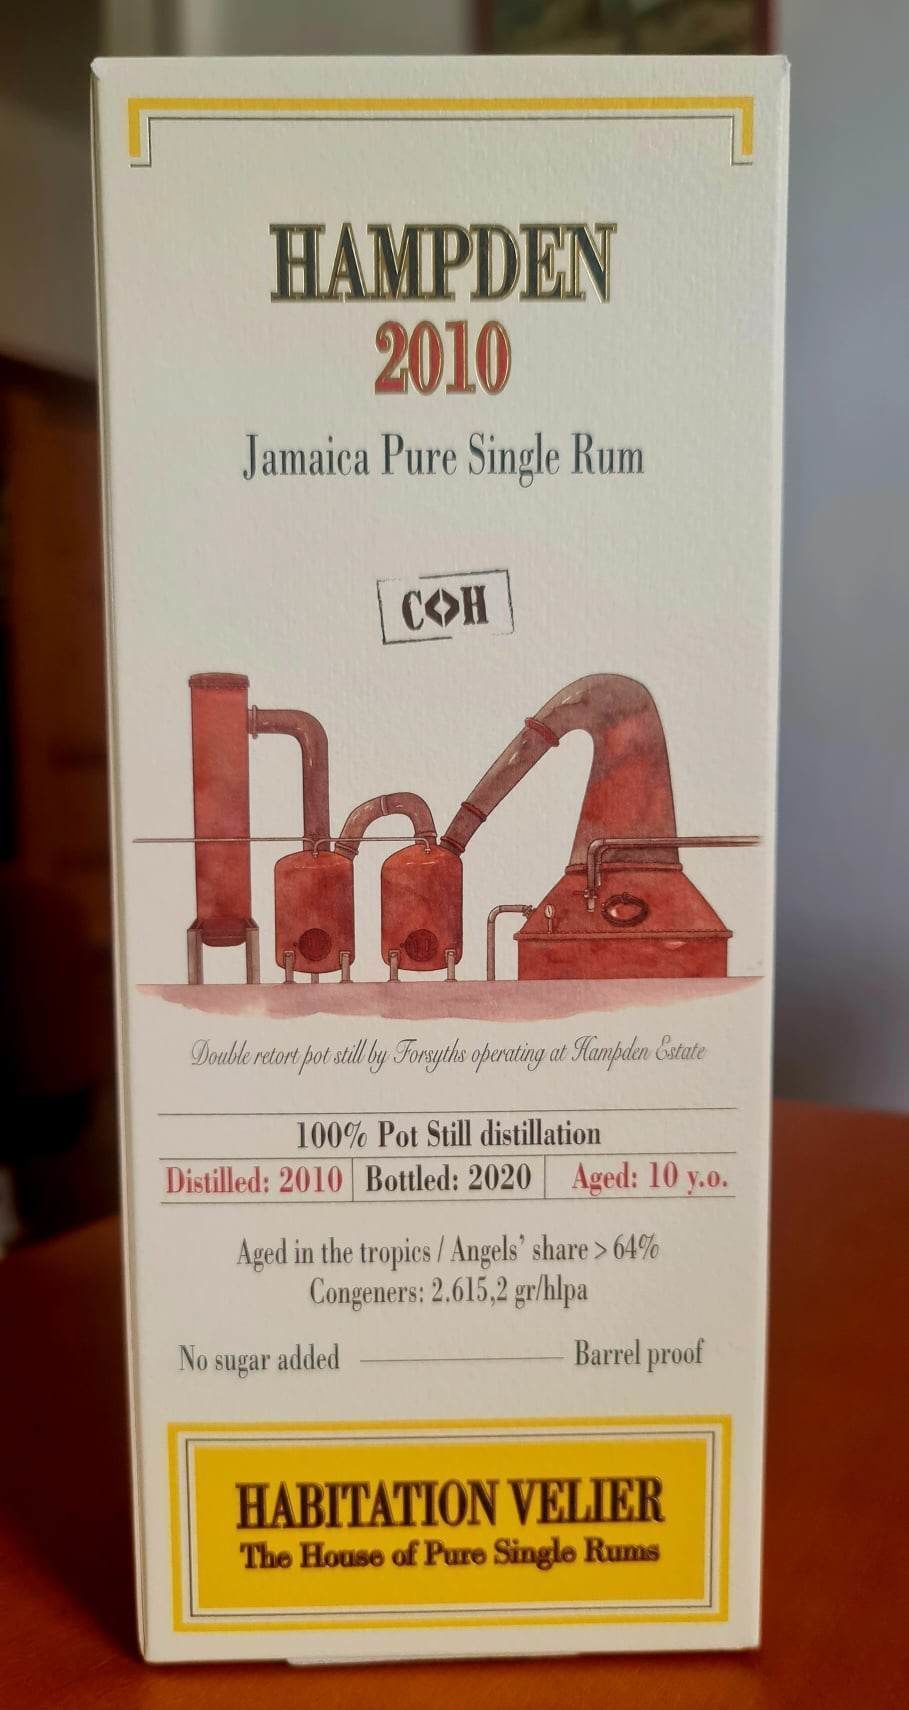 HAMPDEN
2010
Jamaica Pure Single Rum
C<>H
Double retort pot still by Forsyths operating at Hampden Estate
100% Pot Still distillation
Distilled: 2010 Bottled: 2020 Aged: 10 y.o.
Aged in the tropics / Angels' share > 64%
Congeners: 2.615,2 gr/hlpa
No sugar added Barrel proof
HABITATION VELIER
The House of Pure Single Rums